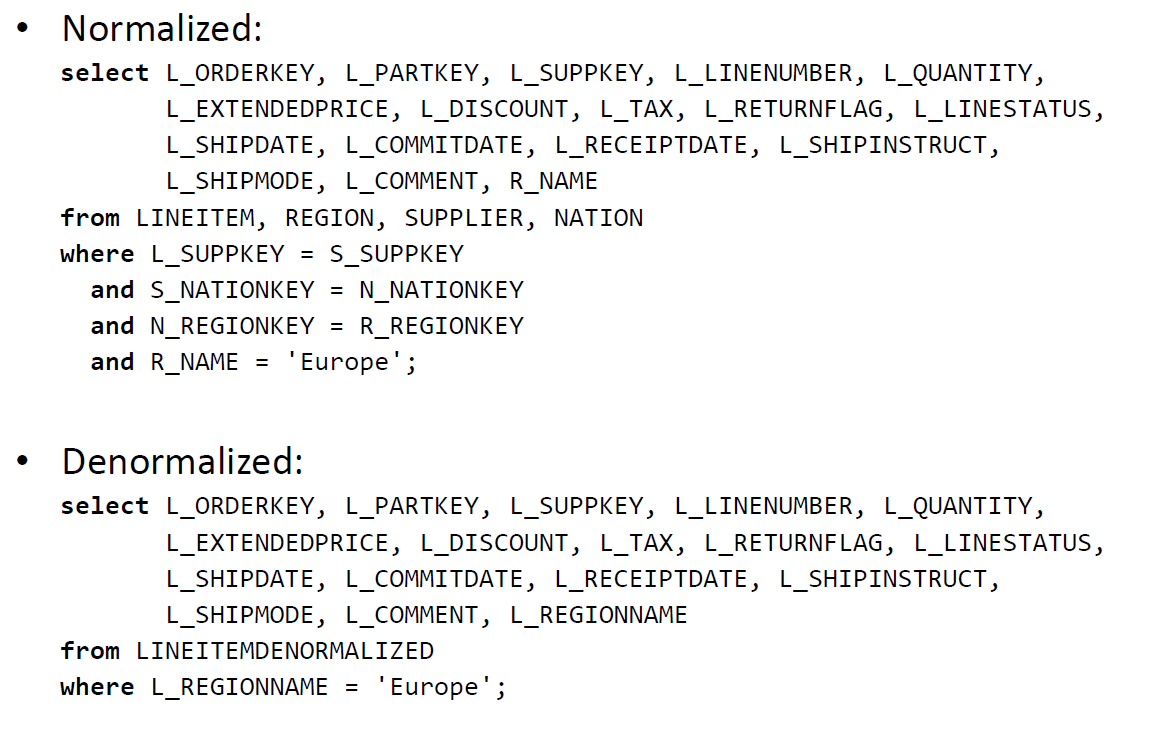 • Normalized:
select L_ORDERKEY, L_PARTKEY, L_SUPPKEY, L_LINENUMBER, L_QUANTITY,
L_EXTENDEDPRICE, L_DISCOUNT, L_TAX, L_RETURNFLAG, L_LINESTATUS,
L_SHIPDATE, L_COMMITDATE, L_RECEIPTDATE, L_SHIPINSTRUCT,
L_SHIPMODE, L_COMMENT, R_NAME
from LINEITEM, REGION, SUPPLIER, NATION
where L_SUPPKEY = S_SUPPKEY
and S_NATIONKEY = N_NATIONKEY
and N_REGIONKEY = R_REGIONKEY
and R_NAME = 'Europe';
• Denormalized:
select L_ORDERKEY, L_PARTKEY, L_SUPPKEY, L_LINENUMBER, L_QUANTITY,
L_EXTENDEDPRICE, L_DISCOUNT, L_TAX, L_RETURNFLAG, L_LINESTATUS,
L_SHIPDATE, L_COMMITDATE, L_RECEIPTDATE, L_SHIPINSTRUCT,
L_SHIPMODE, L_COMMENT, L_REGIONNAME
from LINEITEMDENORMALIZED
where L_REGIONNAME = 'Europe';